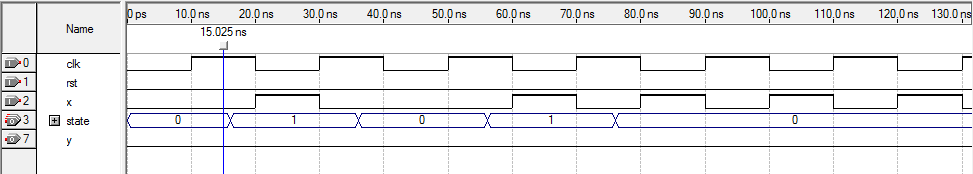 0 ps 10.0 ns 20.0 ns 30.0 ns 40.0 ns 50.0 ns 60.0 ns 70.0 ns 80.0 ns 90.0 ns 100.0 ns 110.0 ns 120.0 ns 130.0 ns
Name
15.025 ns
0 clk
1 rst
2 x
3 state 0 1 0 1 0
7 y